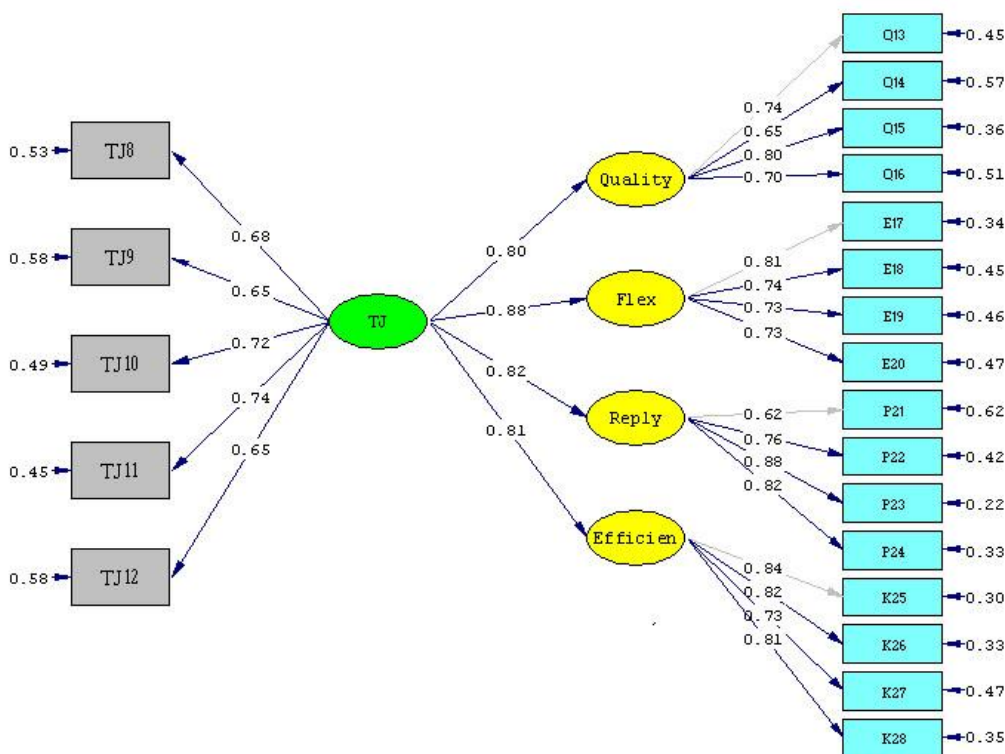 Q13
0.45
Q14
0.57
0.74
0.65
Q15
0.36
0.80
0.53
TJ8
Q16
0.51
0.70
Quality
E17
0.34
0.68
0.80
0.81
0.58
TJ9
E18
0.45
0.74
0.65
0.88
Flex
0.73
E19
0.46
TJ
0.73
0.72
0.49
TJ10
E20
0.47
0.82
0.74
P21
0.62
0.62
Reply
0.81
0.76
0.65
P22
0.42
0.88
0.45
TJ11
0.82
P23
0.22
Efficien
P24
0.33
0.84
0.58
TJ12
0.82
K25
0.30
0.73
0.81
K26
0.33
K27
0.47
K28
0.35